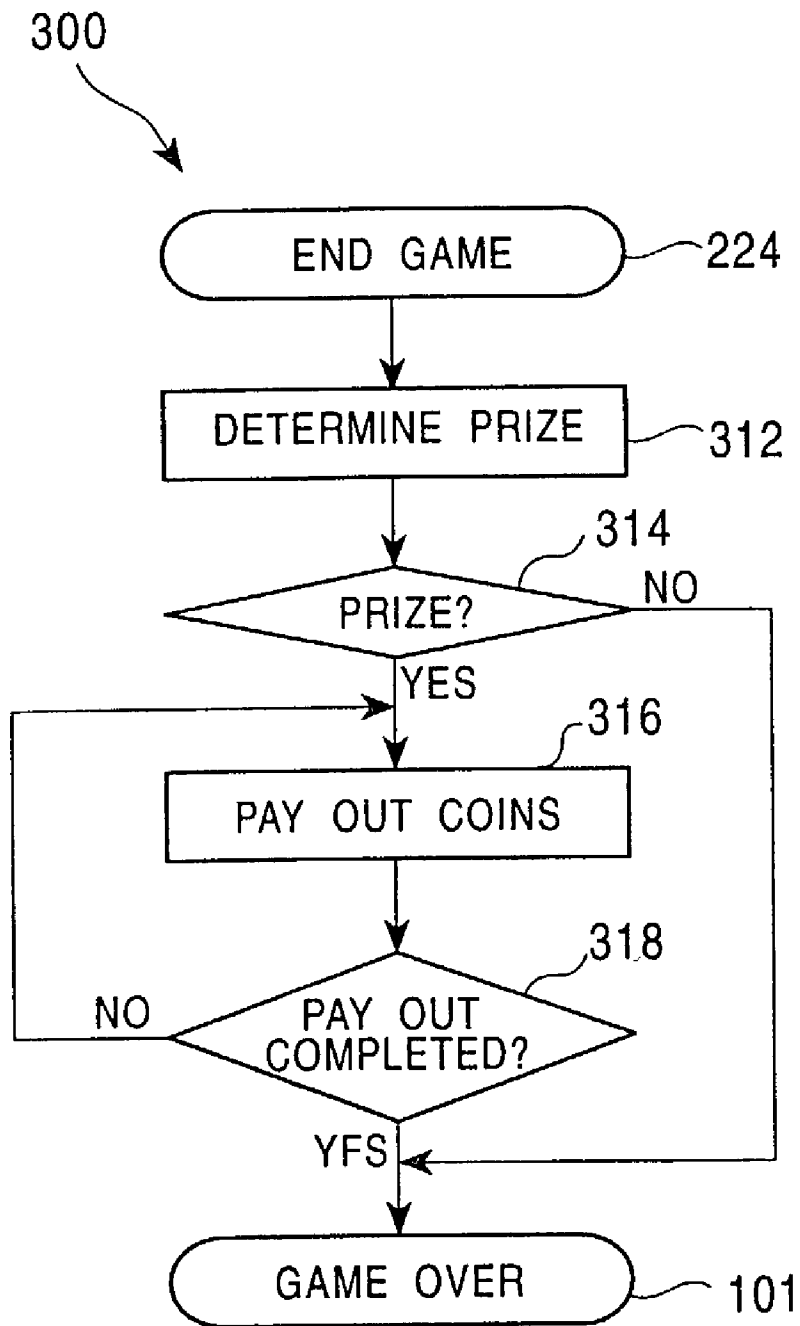 300
END GAME
224
DETERMINE PRIZE
312
314
PRIZE?
NO
YES
316
PAY OUT COINS
318
NO
PAY OUT
COMPLETED?
YFS
GAME OVER
101